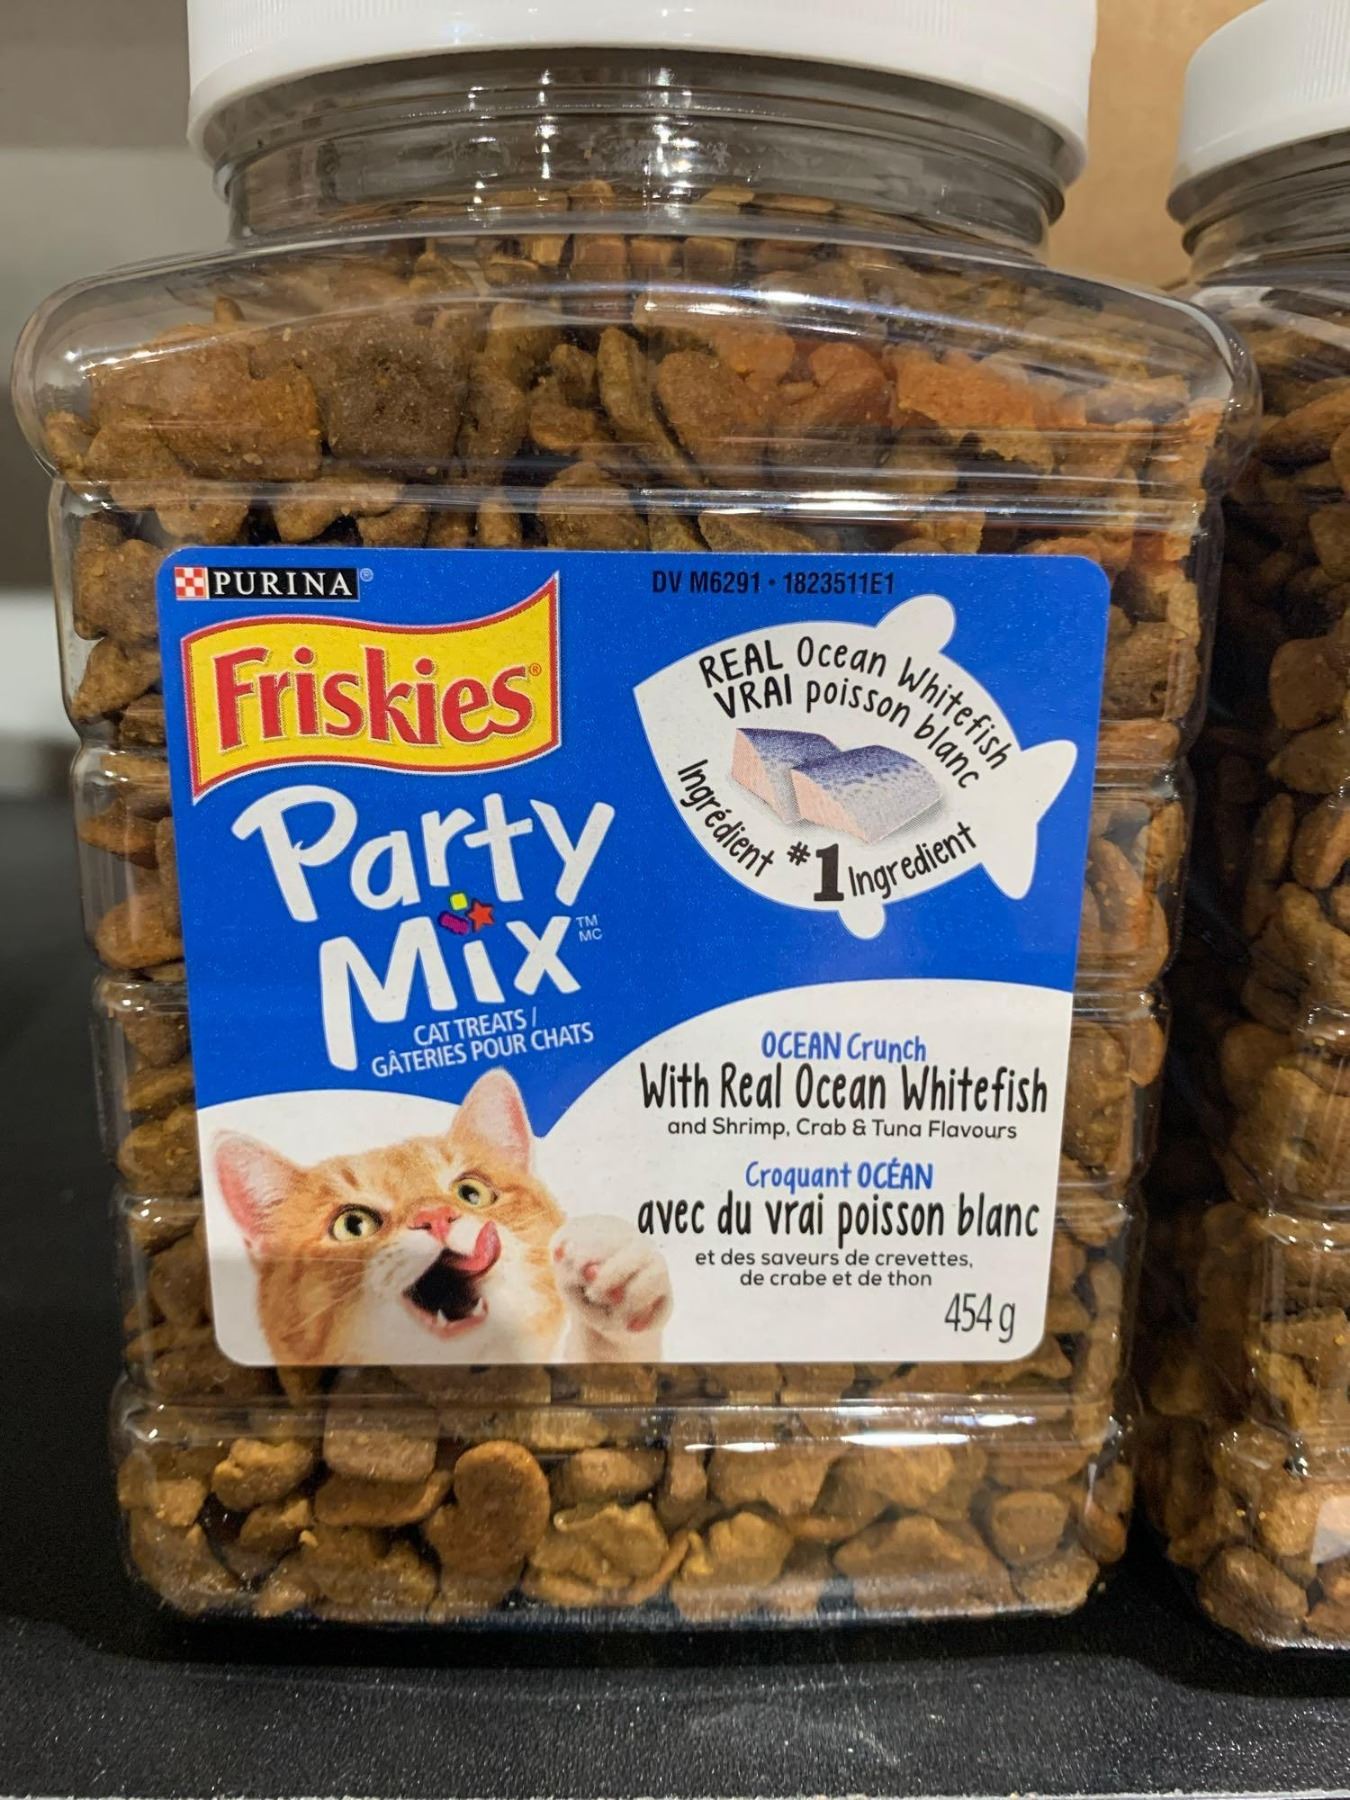 PURINA®
Friskies®
Party
Mix™ MC
CAT TREATS /
GÂTERIES POUR CHATS
DV M6291 • 1823511E1
REAL Ocean Whitefish
VRAI poisson blanc
Ingrédient #1 Ingredient
OCEAN Crunch
With Real Ocean Whitefish
and Shrimp, Crab & Tuna Flavours
Croquant OCÉAN
avec du vrai poisson blanc
et des saveurs de crevettes,
de crabe et de thon
454 g